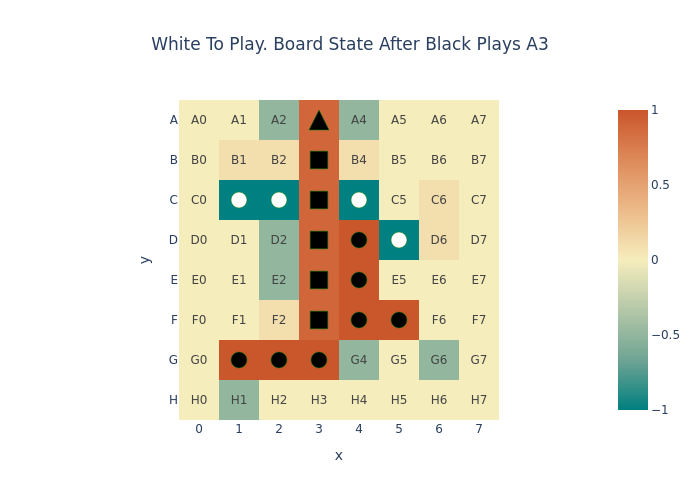 White To Play. Board State After Black Plays A3
A A0 A1 A2 A4 A5 A6 A7
B B0 B1 B2 B4 B5 B6 B7
C C0 C5 C6 C7
D D0 D1 D2 D6 D7
E E0 E1 E2 E5 E6 E7
F F0 F1 F2 F6 F7
G G0 G4 G5 G6 G7
H H0 H1 H2 H3 H4 H5 H6 H7
0 1 2 3 4 5 6 7
x
y
1
0.5
0
−0.5
−1